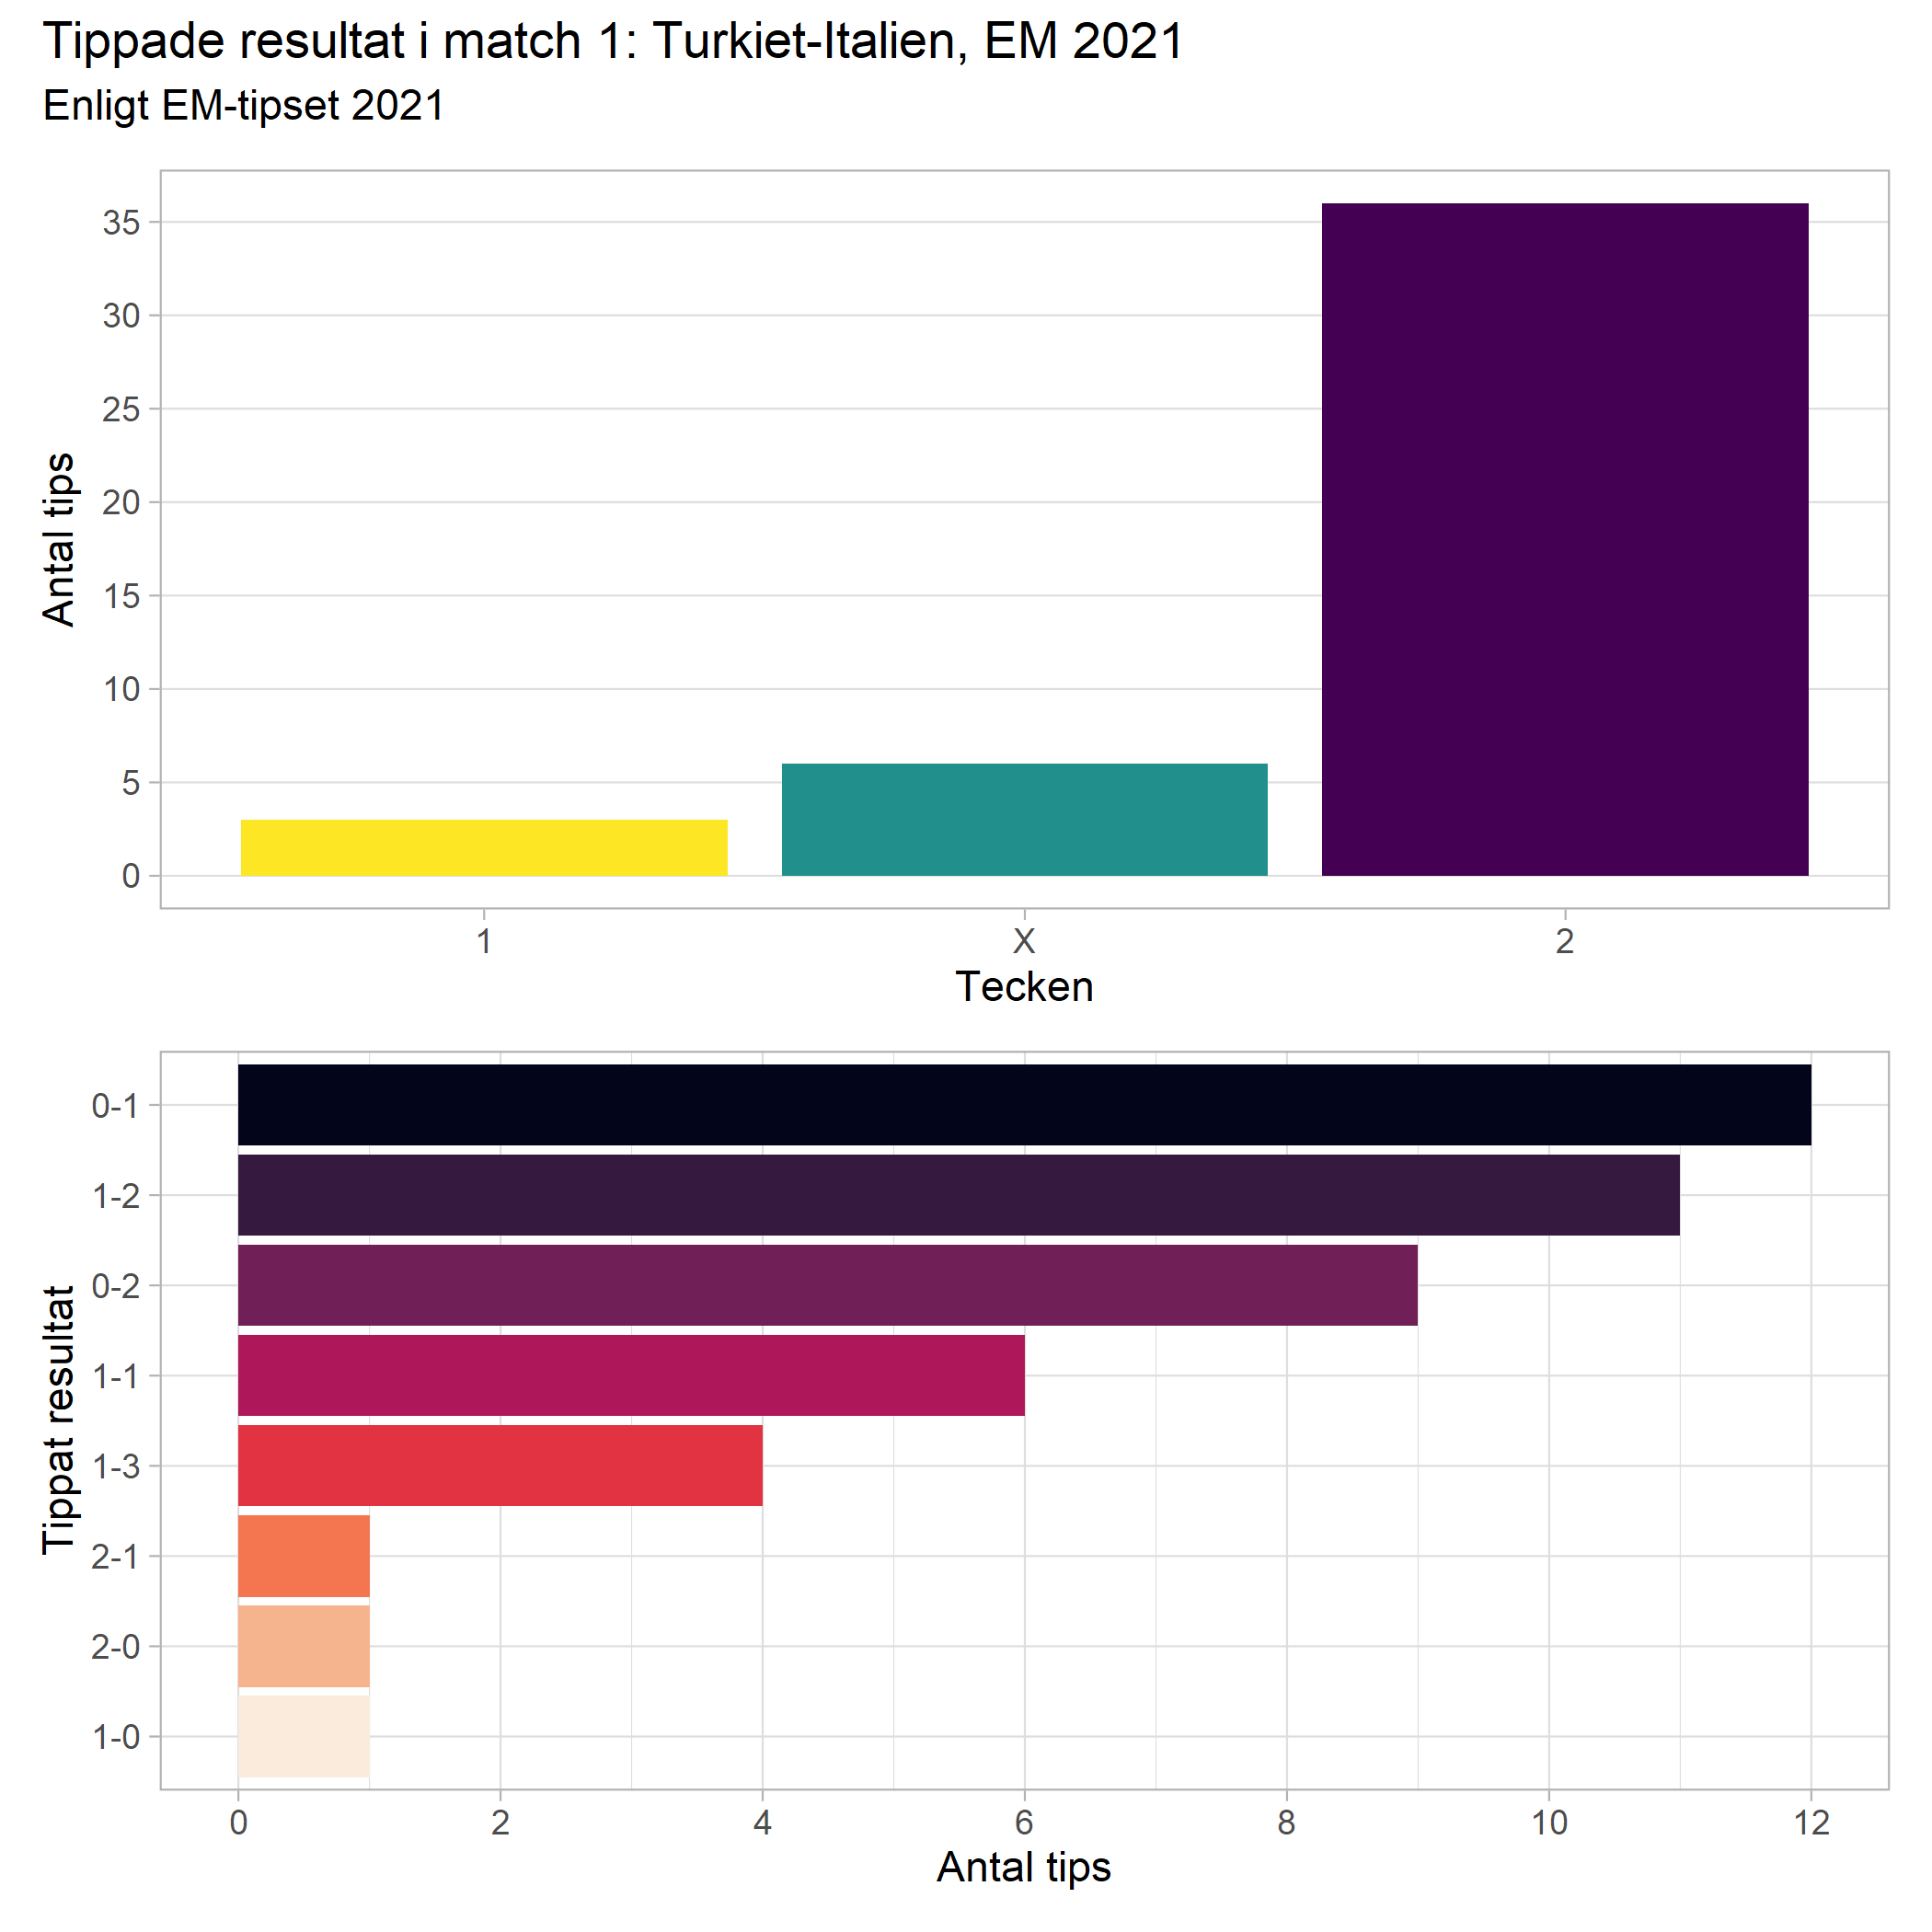 Tippade resultat i match 1: Turkiet-Italien, EM 2021
Enligt EM-tipset 2021
Antal tips
35
30
25
20
15
10
5
0
1 X 2
Tecken
Tippat resultat
0-1
1-2
0-2
1-1
1-3
2-1
2-0
1-0
0 2 4 6 8 10 12
Antal tips